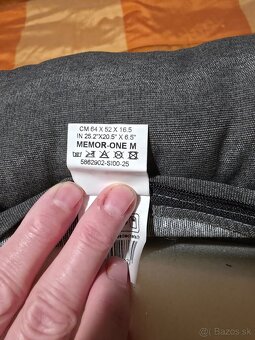 CM 64 X 52 X 16.5
IN 25.2"X20.5" X 6.5"
MEMOR-ONE M
5862902-SI00-25
Bazos.sk